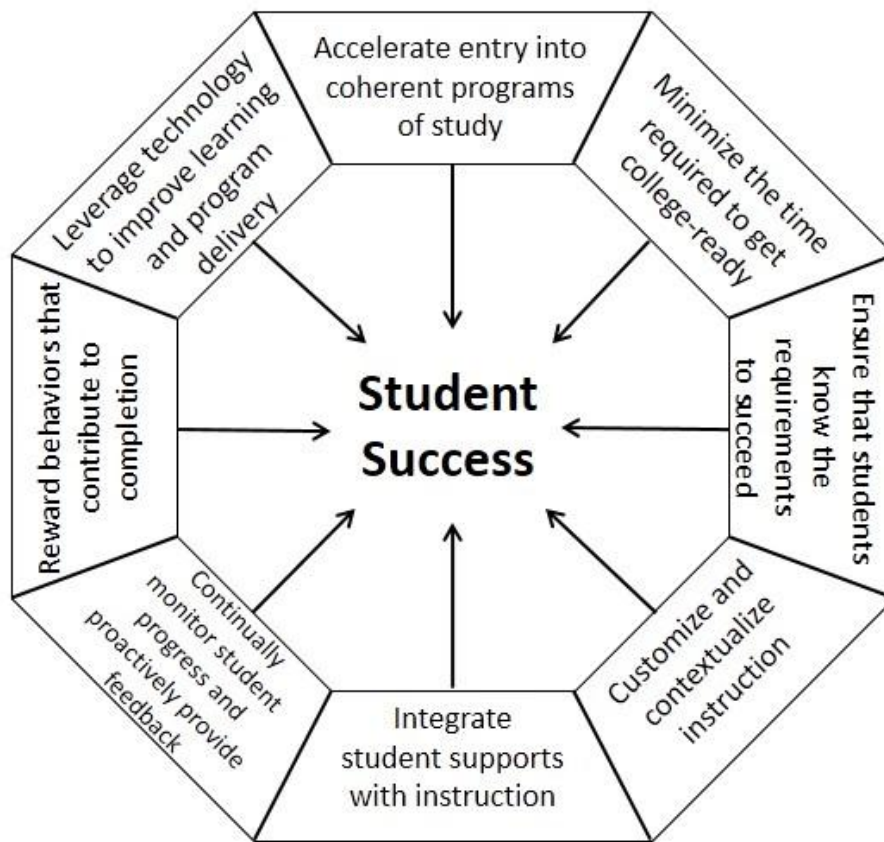 Accelerate entry into
coherent programs
of study
Minimize the time
required to get
college-ready
Ensure that students
know the
requirements
to succeed
Customize and
contextualize
instruction
Integrate
student supports
with instruction
Continually
monitor student
progress and
proactively provide
feedback
Reward behaviors that
contribute to
completion
Leverage technology
to improve learning
and program
delivery
Student
Success